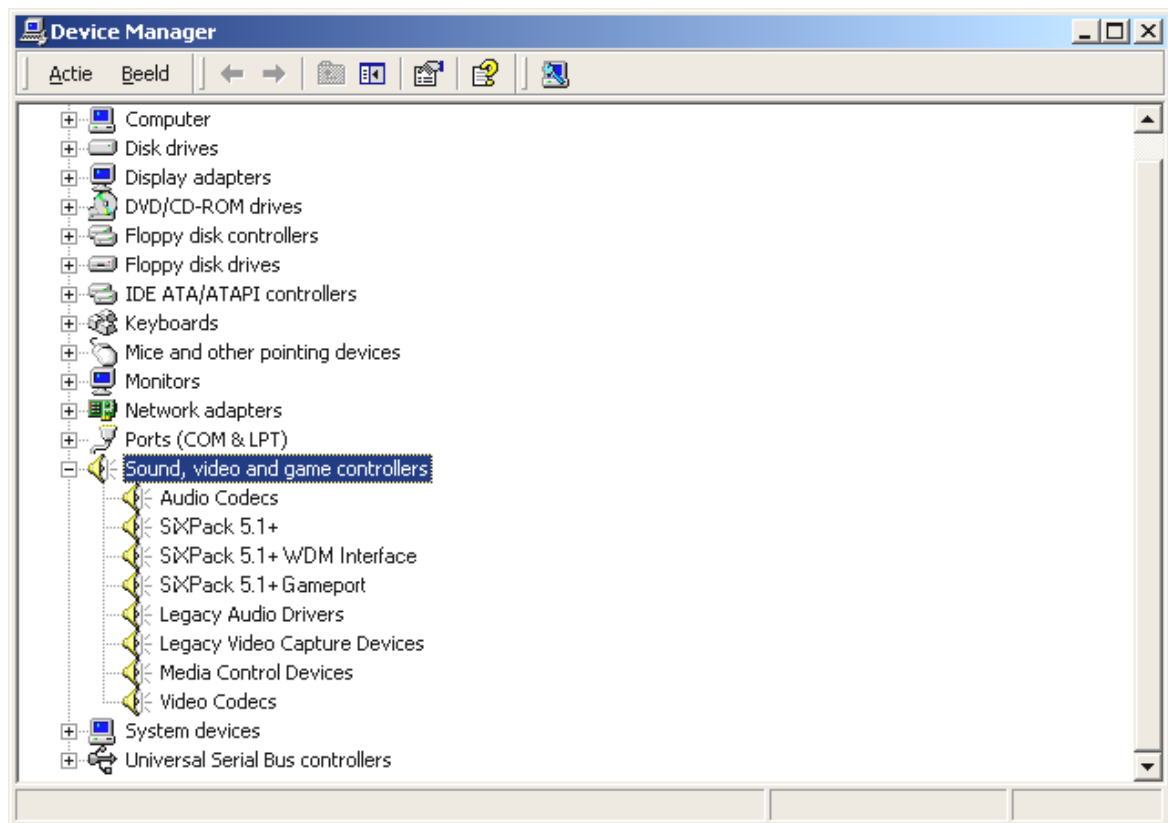 Device Manager
Actie Beeld
Computer
Disk drives
Display adapters
DVD/CD-ROM drives
Floppy disk controllers
Floppy disk drives
IDE ATA/ATAPI controllers
Keyboards
Mice and other pointing devices
Monitors
Network adapters
Ports (COM & LPT)
Sound, video and game controllers
Audio Codecs
SiXPack 5.1+
SiXPack 5.1+ WDM Interface
SiXPack 5.1+ Gameport
Legacy Audio Drivers
Legacy Video Capture Devices
Media Control Devices
Video Codecs
System devices
Universal Serial Bus controllers